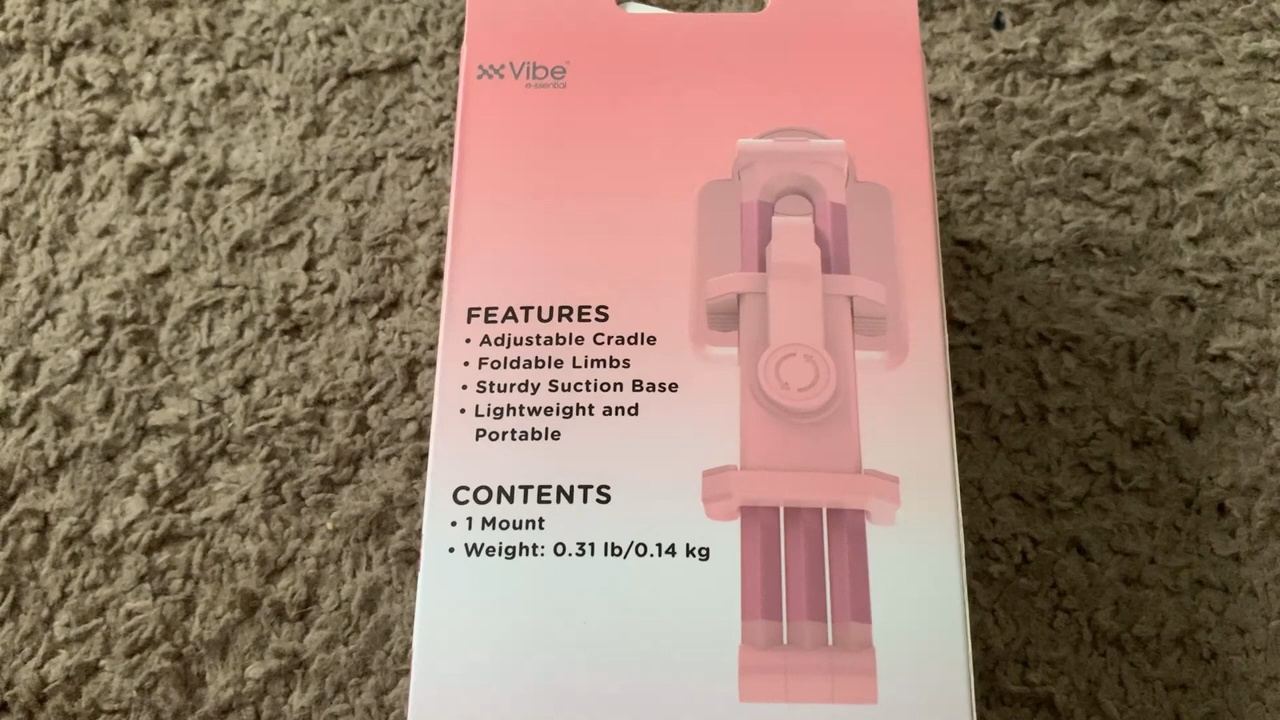 Vibe
e-ssential
FEATURES
• Adjustable Cradle
• Foldable Limbs
• Sturdy Suction Base
• Lightweight and
Portable
CONTENTS
• 1 Mount
• Weight: 0.31 lb/0.14 kg